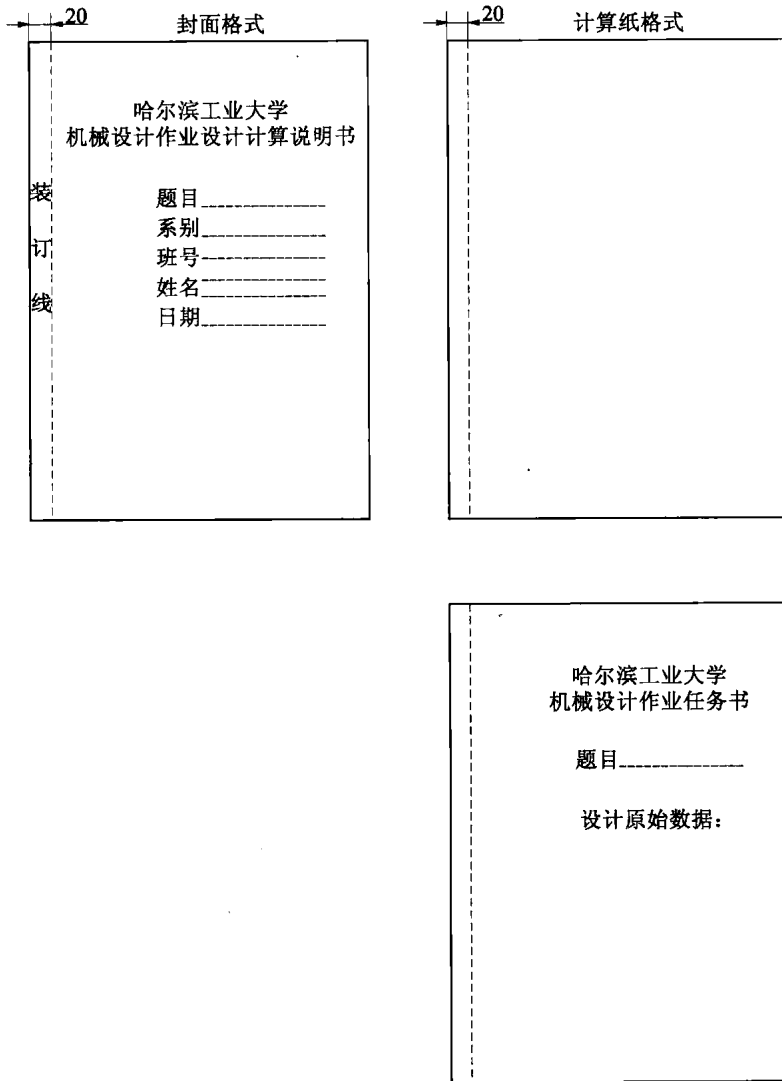 20
封面格式
哈尔滨工业大学
机械设计作业设计计算说明书
装订线
题目
系别
班号
姓名
日期
20
计算纸格式
哈尔滨工业大学
机械设计作业任务书
题目
设计原始数据：